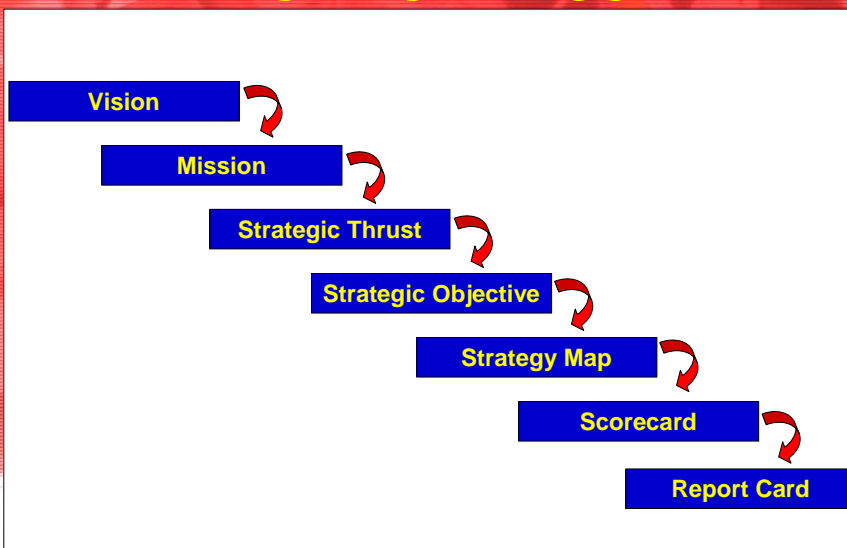 Vision
Mission
Strategic Thrust
Strategic Objective
Strategy Map
Scorecard
Report Card